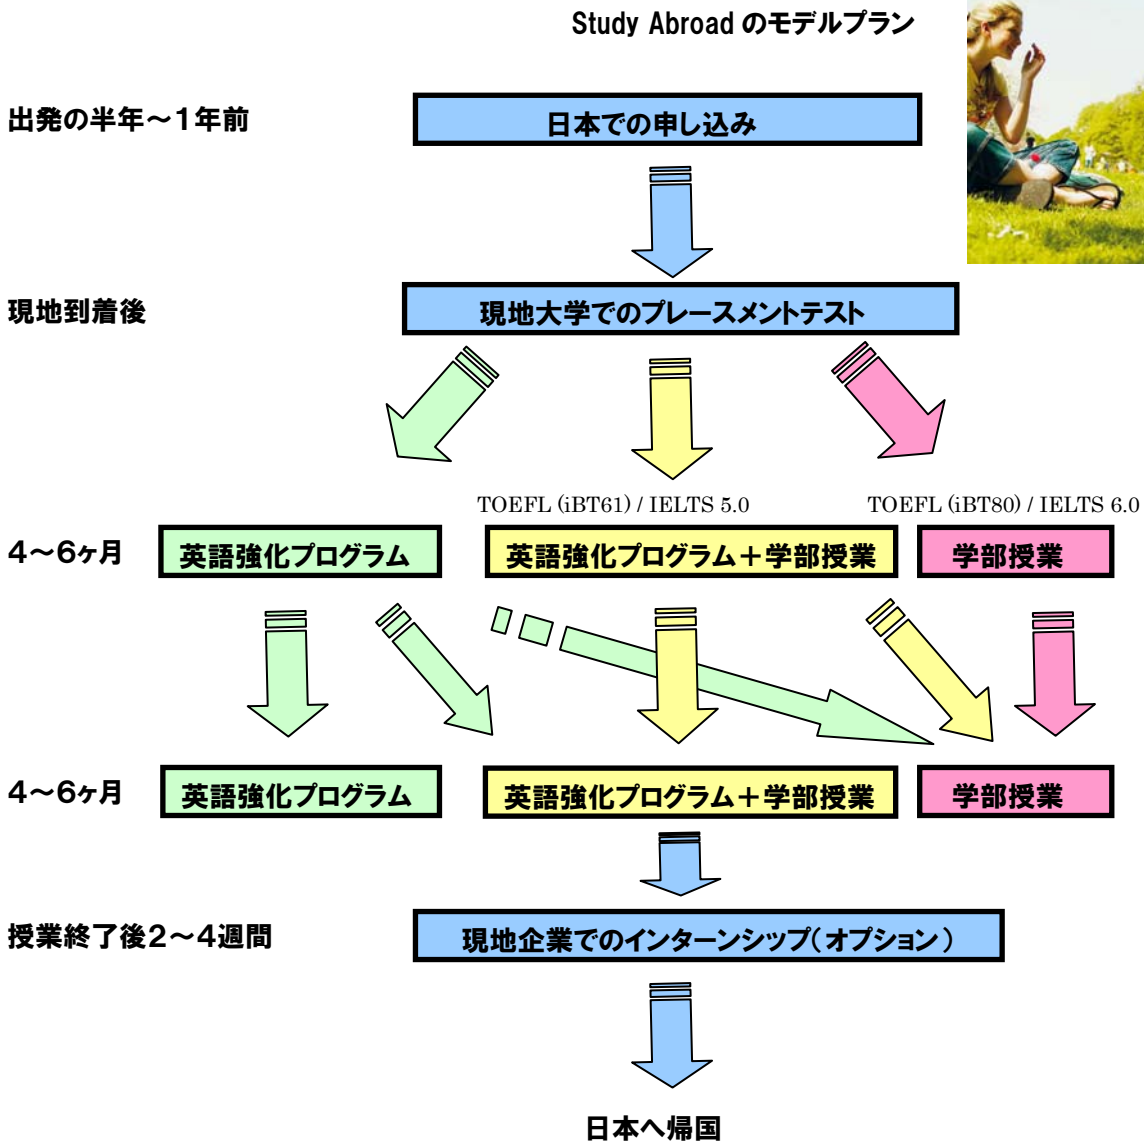 Study Abroad のモデルプラン
出発の半年～1年前
日本での申し込み
現地到着後
現地大学でのプレースメントテスト
TOEFL (iBT61) / IELTS 5.0
TOEFL (iBT80) / IELTS 6.0
4～6ヶ月
英語強化プログラム
英語強化プログラム＋学部授業
学部授業
4～6ヶ月
英語強化プログラム
英語強化プログラム＋学部授業
学部授業
授業終了後2～4週間
現地企業でのインターンシップ（オプション）
日本へ帰国